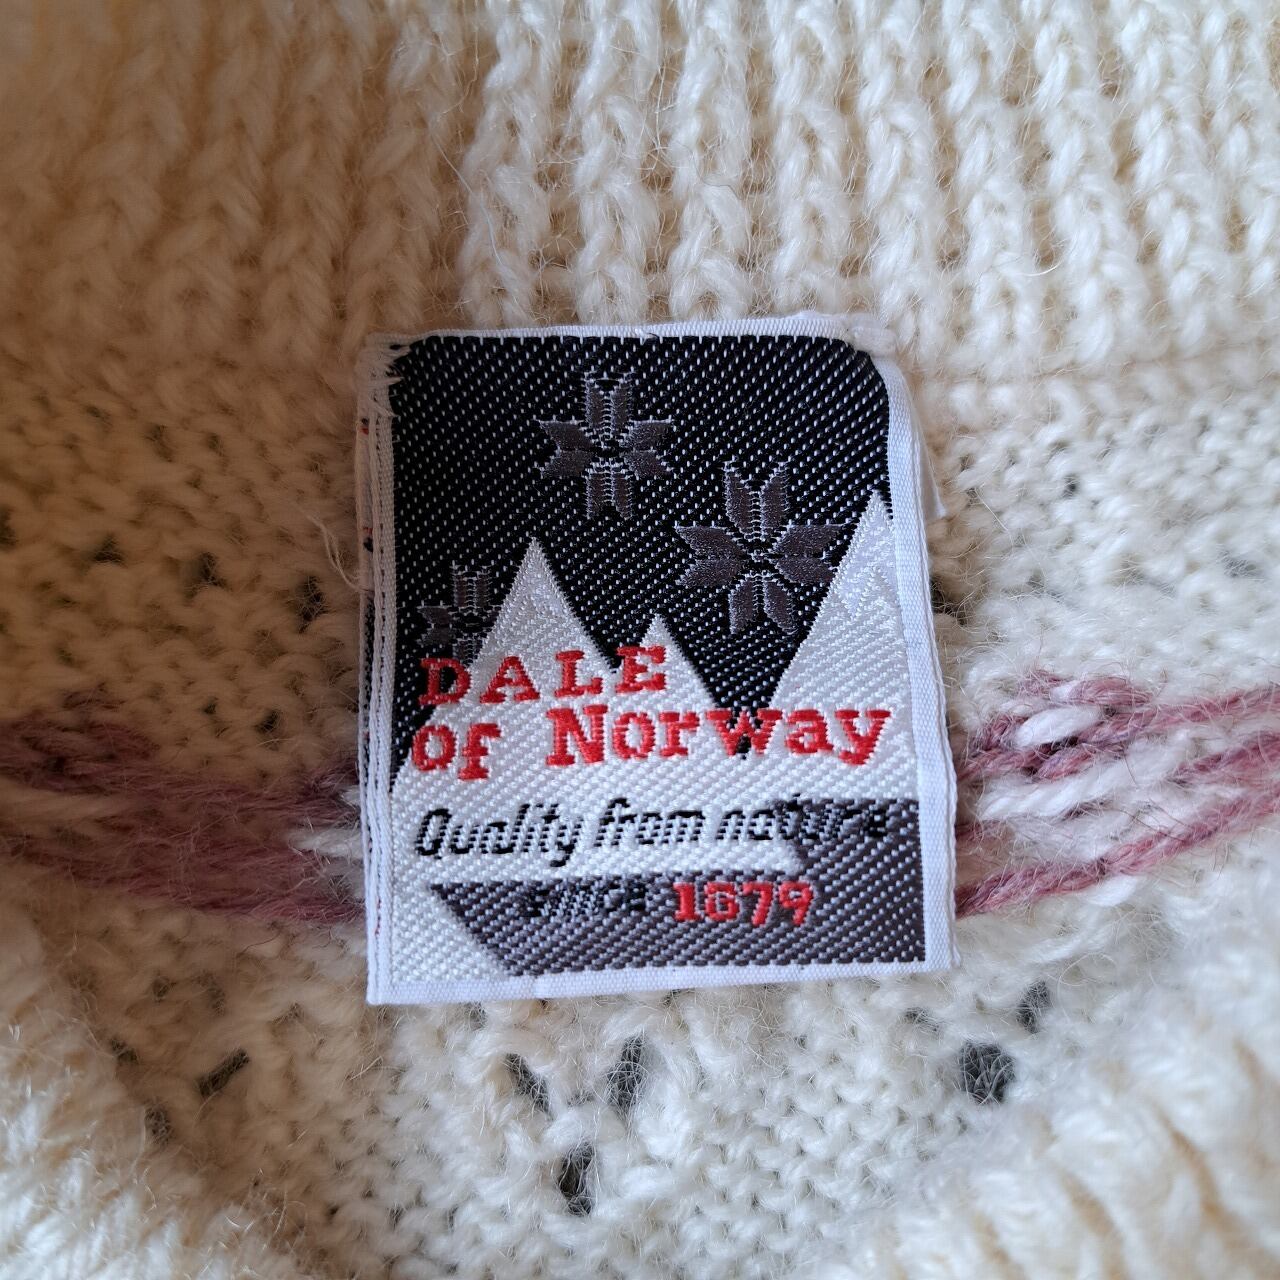 DALE
of Norway
Quality from nature
since 1879